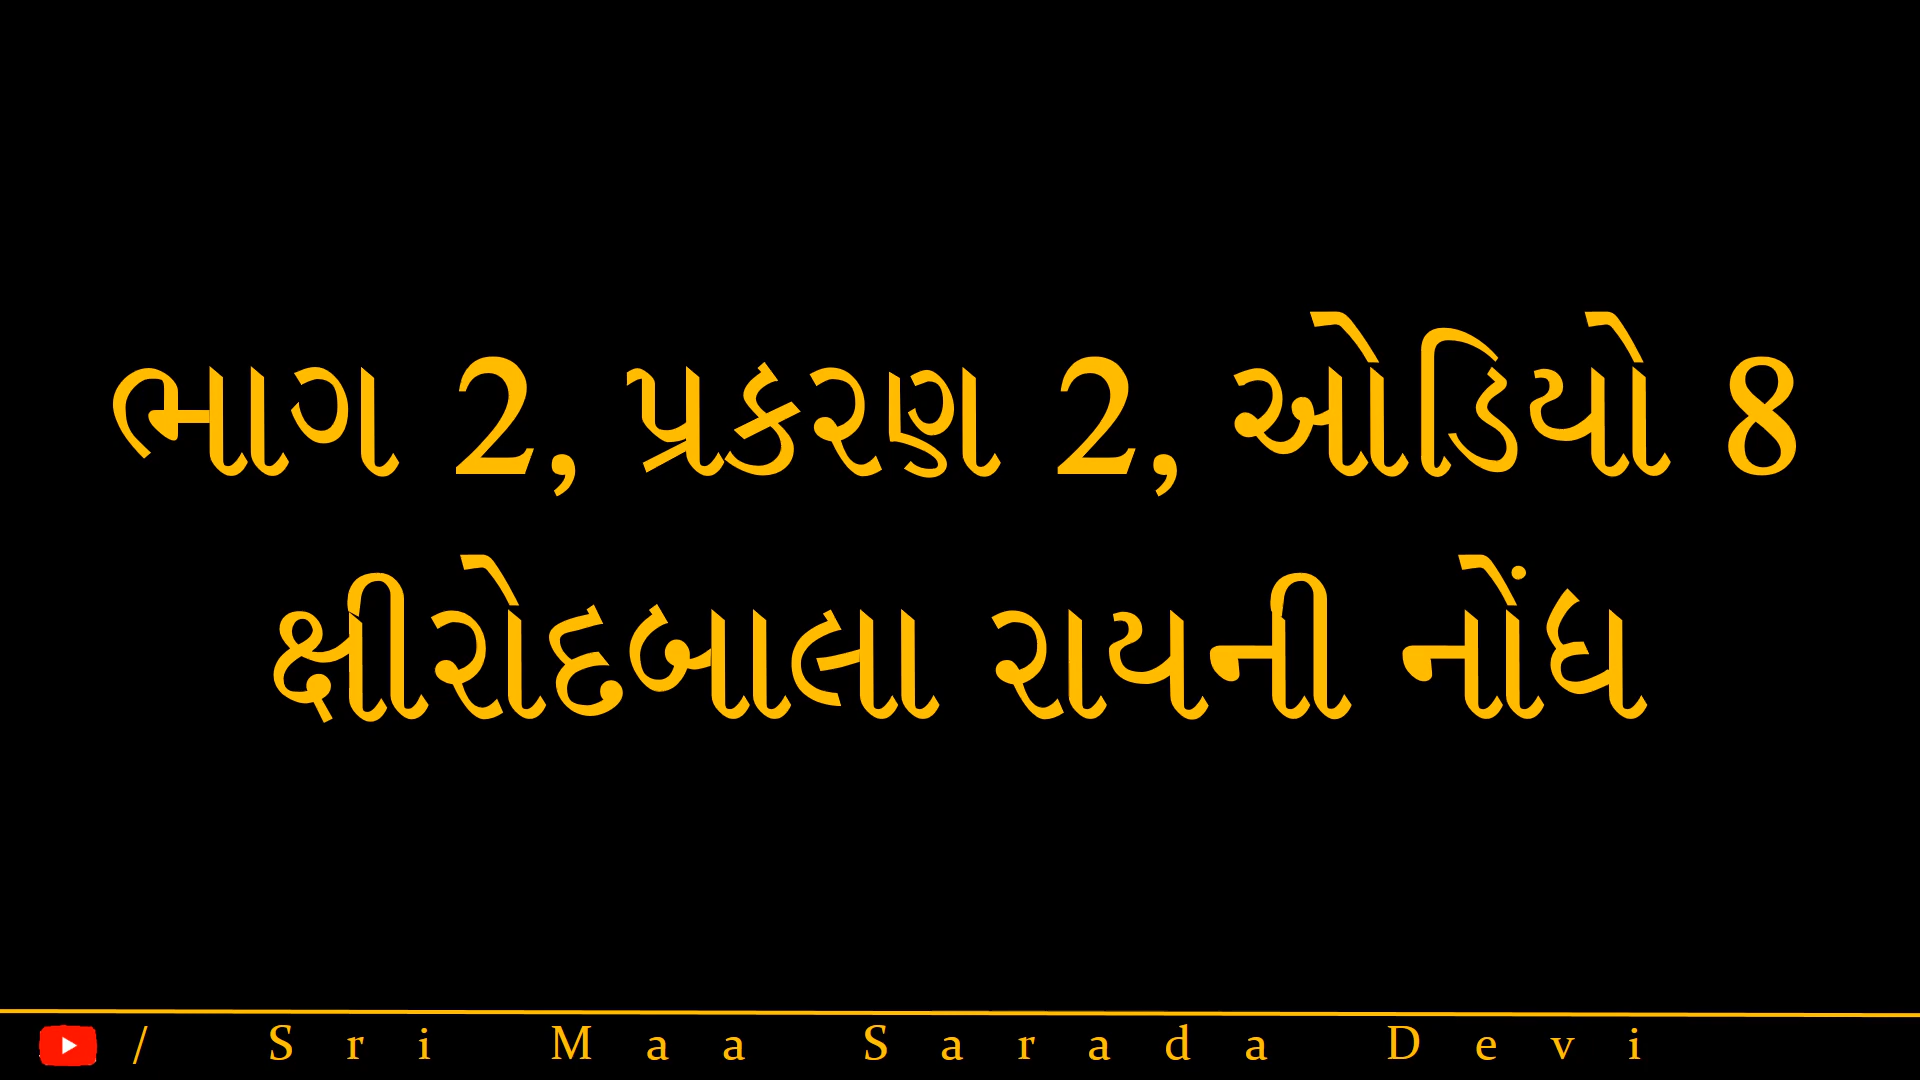 ભાગ 2, પ્રકરણ 2, ઓડિયો 8
ક્ષીરોદબાલા રાયની નોંધ
/ Sri Maa Sarada Devi